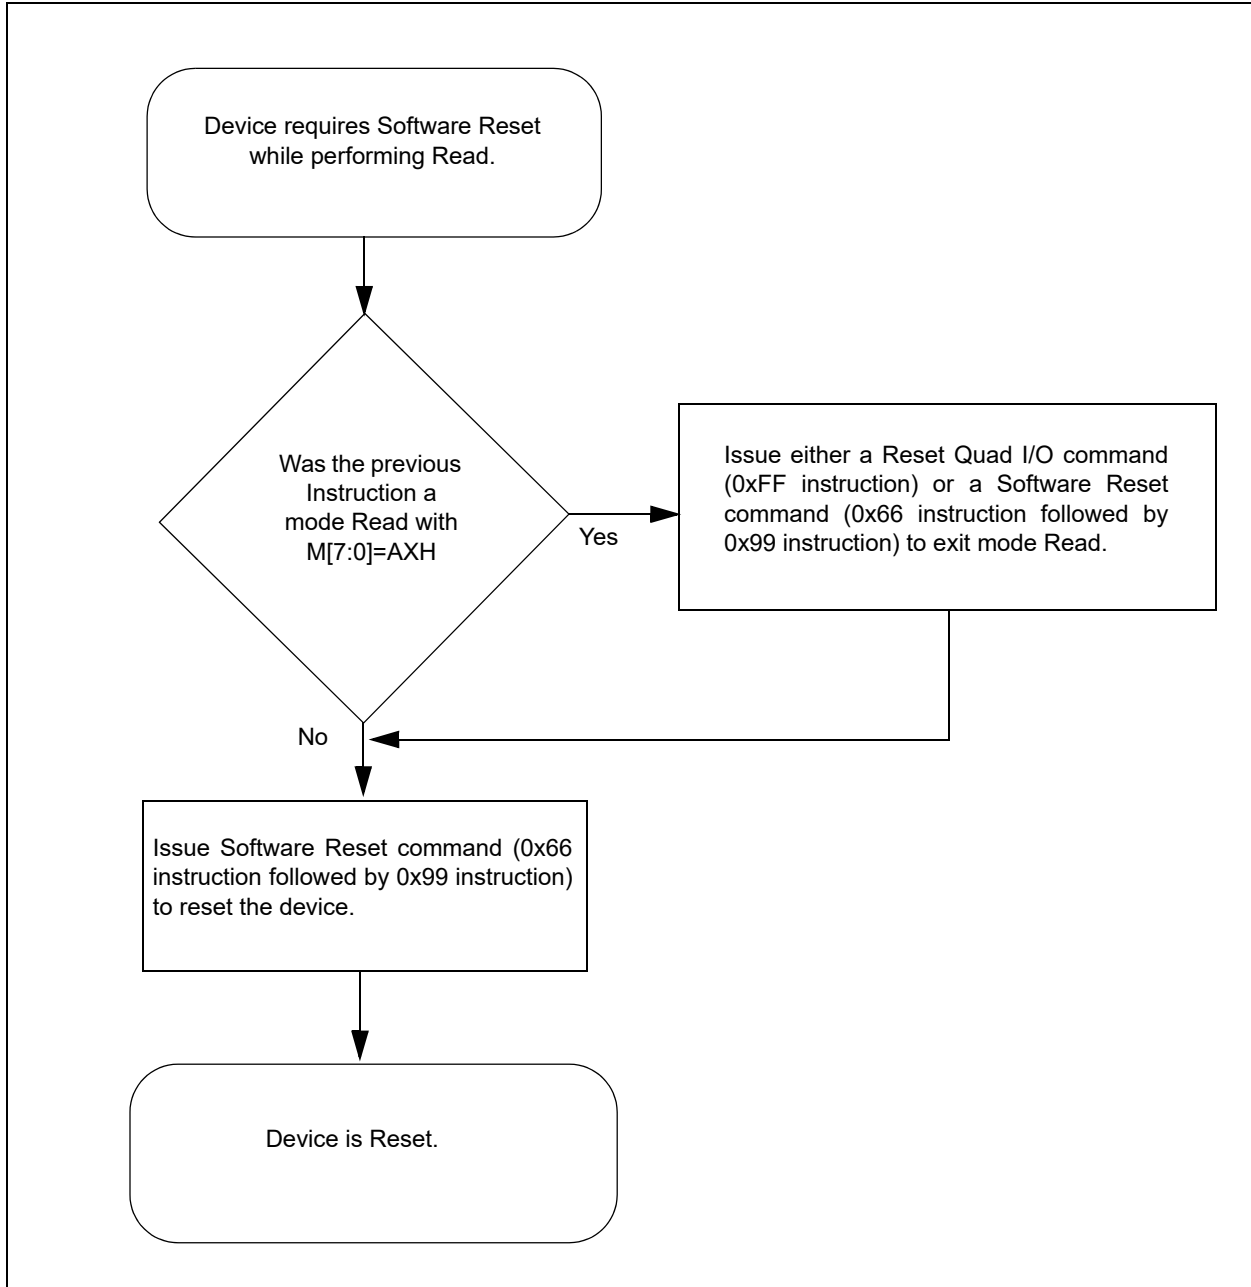 Device requires Software Reset
while performing Read.
Was the previous
Instruction a
mode Read with
M[7:0]=AXH
Yes
Issue either a Reset Quad I/O command
(0xFF instruction) or a Software Reset
command (0x66 instruction followed by
0x99 instruction) to exit mode Read.
No
Issue Software Reset command (0x66
instruction followed by 0x99 instruction)
to reset the device.
Device is Reset.